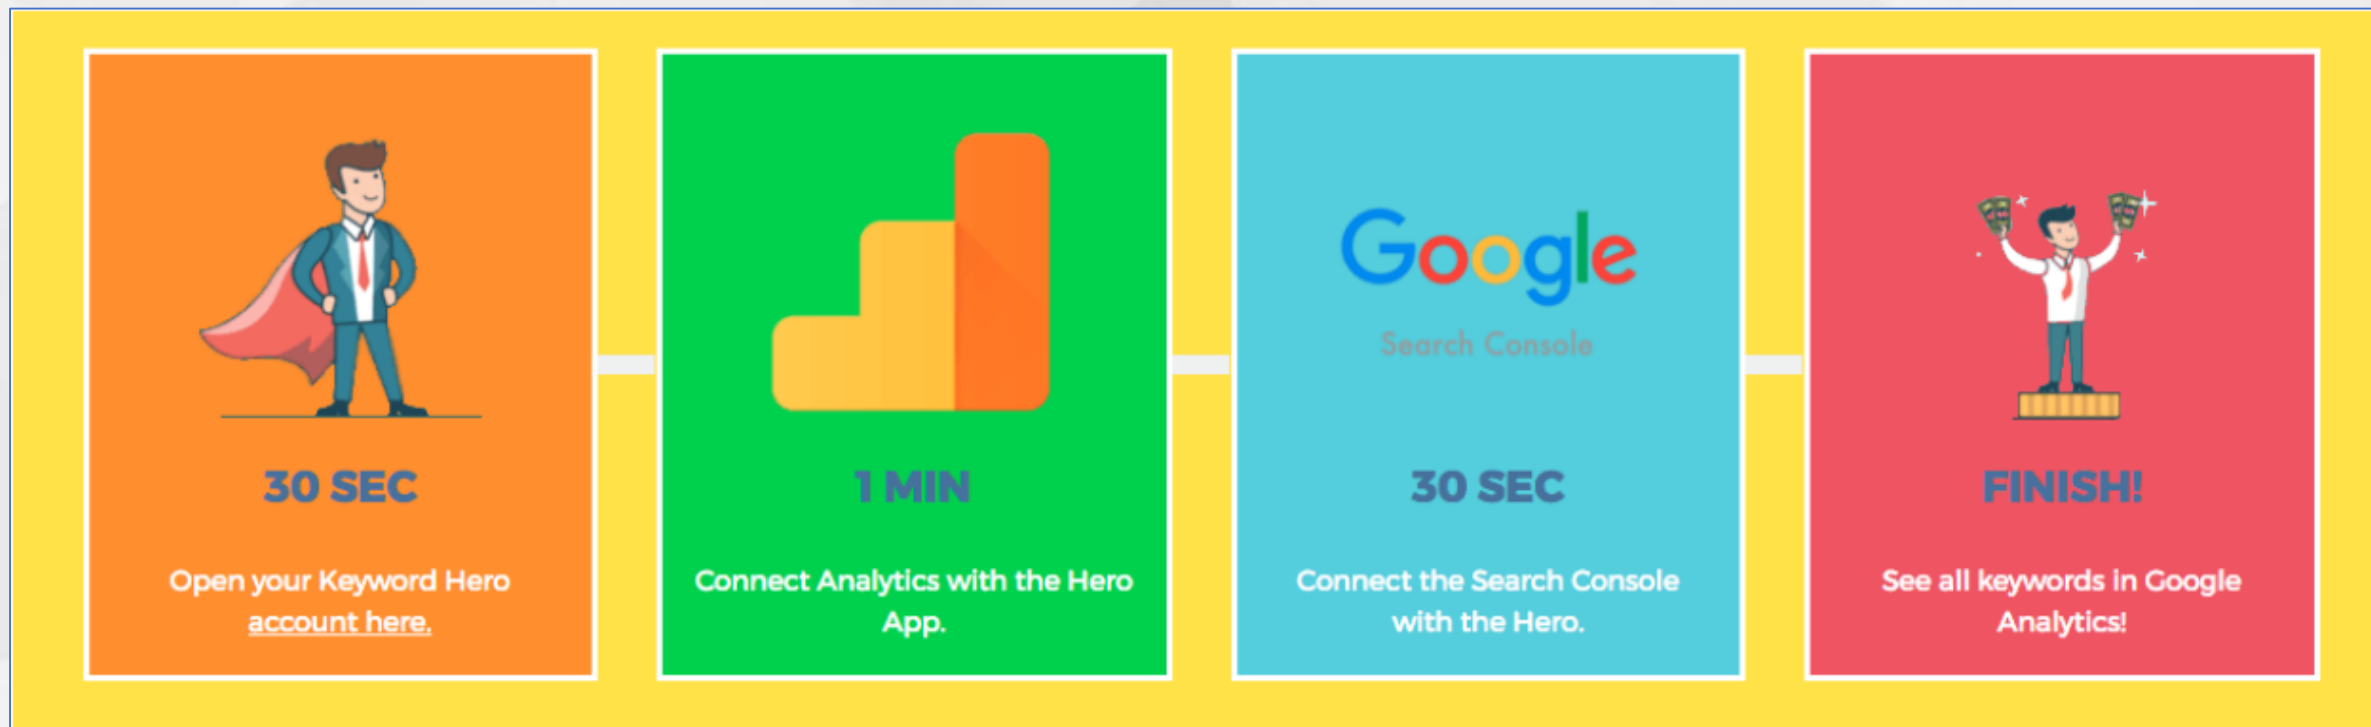 30 SEC
Open your Keyword Hero
account here.
1 MIN
Connect Analytics with the Hero
App.
Google
Search Console
30 SEC
Connect the Search Console
with the Hero.
FINISH!
See all keywords in Google
Analytics!